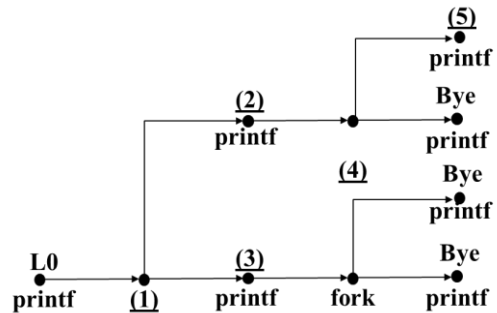 (5)
printf
(2)
printf
Bye
printf
(4)
Bye
printf
L0
printf
(1)
(3)
printf
fork
Bye
printf